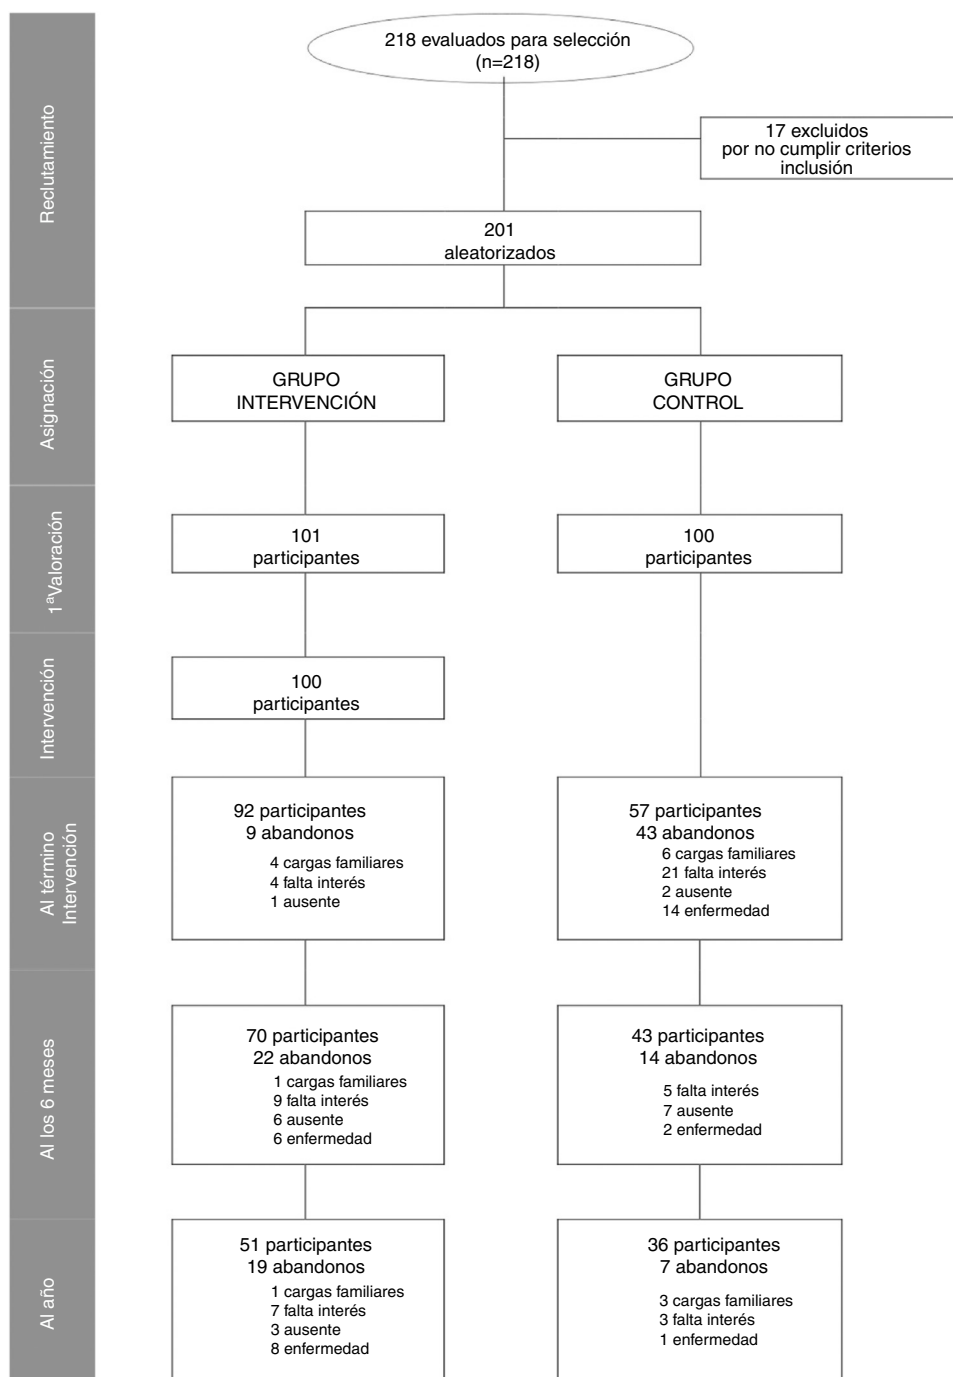 218 evaluados para selección
(n=218)
17 excluidos
por no cumplir criterios
inclusión
Reclutamiento
201
aleatorizados
Asignación
GRUPO
INTERVENCIÓN
GRUPO
CONTROL
1ªValoración
101
participantes
100
participantes
Intervención
100
participantes
Al término
Intervención
92 participantes
9 abandonos
4 cargas familiares
4 falta interés
1 ausente
57 participantes
43 abandonos
6 cargas familiares
21 falta interés
2 ausente
14 enfermedad
Al los 6 meses
70 participantes
22 abandonos
1 cargas familiares
9 falta interés
6 ausente
6 enfermedad
43 participantes
14 abandonos
5 falta interés
7 ausente
2 enfermedad
Al año
51 participantes
19 abandonos
1 cargas familiares
7 falta interés
3 ausente
8 enfermedad
36 participantes
7 abandonos
3 cargas familiares
3 falta interés
1 enfermedad